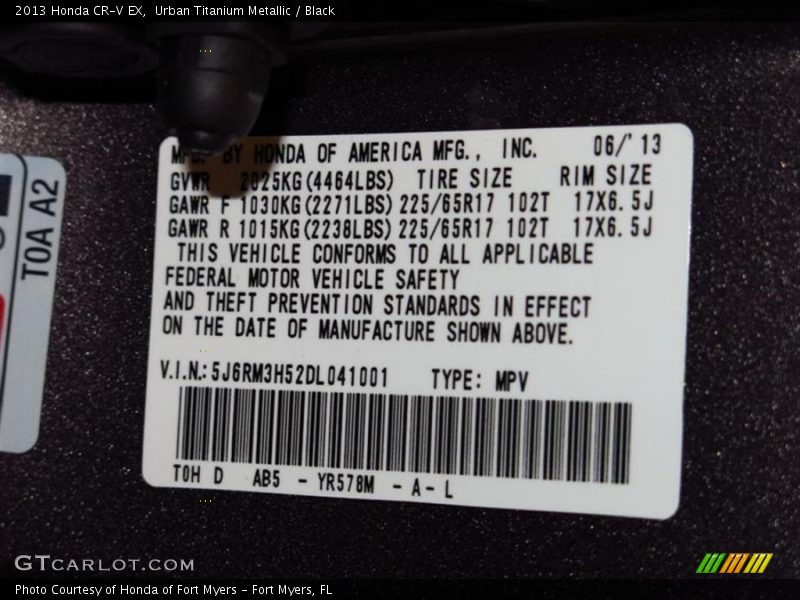 2013 Honda CR-V EX, Urban Titanium Metallic / Black
MFG. BY HONDA OF AMERICA MFG., INC. 06/'13
GVWR 2025KG(4464LBS) TIRE SIZE RIM SIZE
GAWR F 1030KG(2271LBS) 225/65R17 102T 17X6.5J
GAWR R 1015KG(2238LBS) 225/65R17 102T 17X6.5J
THIS VEHICLE CONFORMS TO ALL APPLICABLE
FEDERAL MOTOR VEHICLE SAFETY
AND THEFT PREVENTION STANDARDS IN EFFECT
ON THE DATE OF MANUFACTURE SHOWN ABOVE.
V.I.N.: 5J6RM3H52DL041001 TYPE: MPV
T0H D AB5 - YR578M - A - L
T0A A2
GTCARLOT.COM
Photo Courtesy of Honda of Fort Myers - Fort Myers, FL